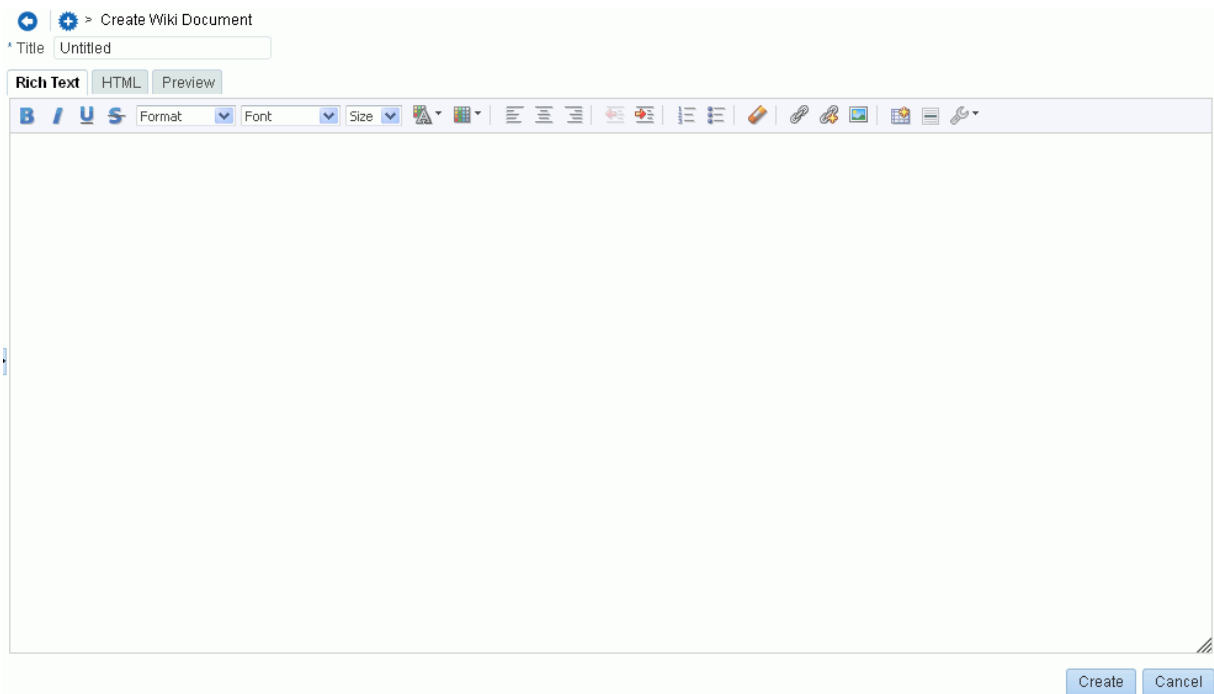 > Create Wiki Document
* Title Untitled
Rich Text HTML Preview
B I U S Format Font Size
Create Cancel